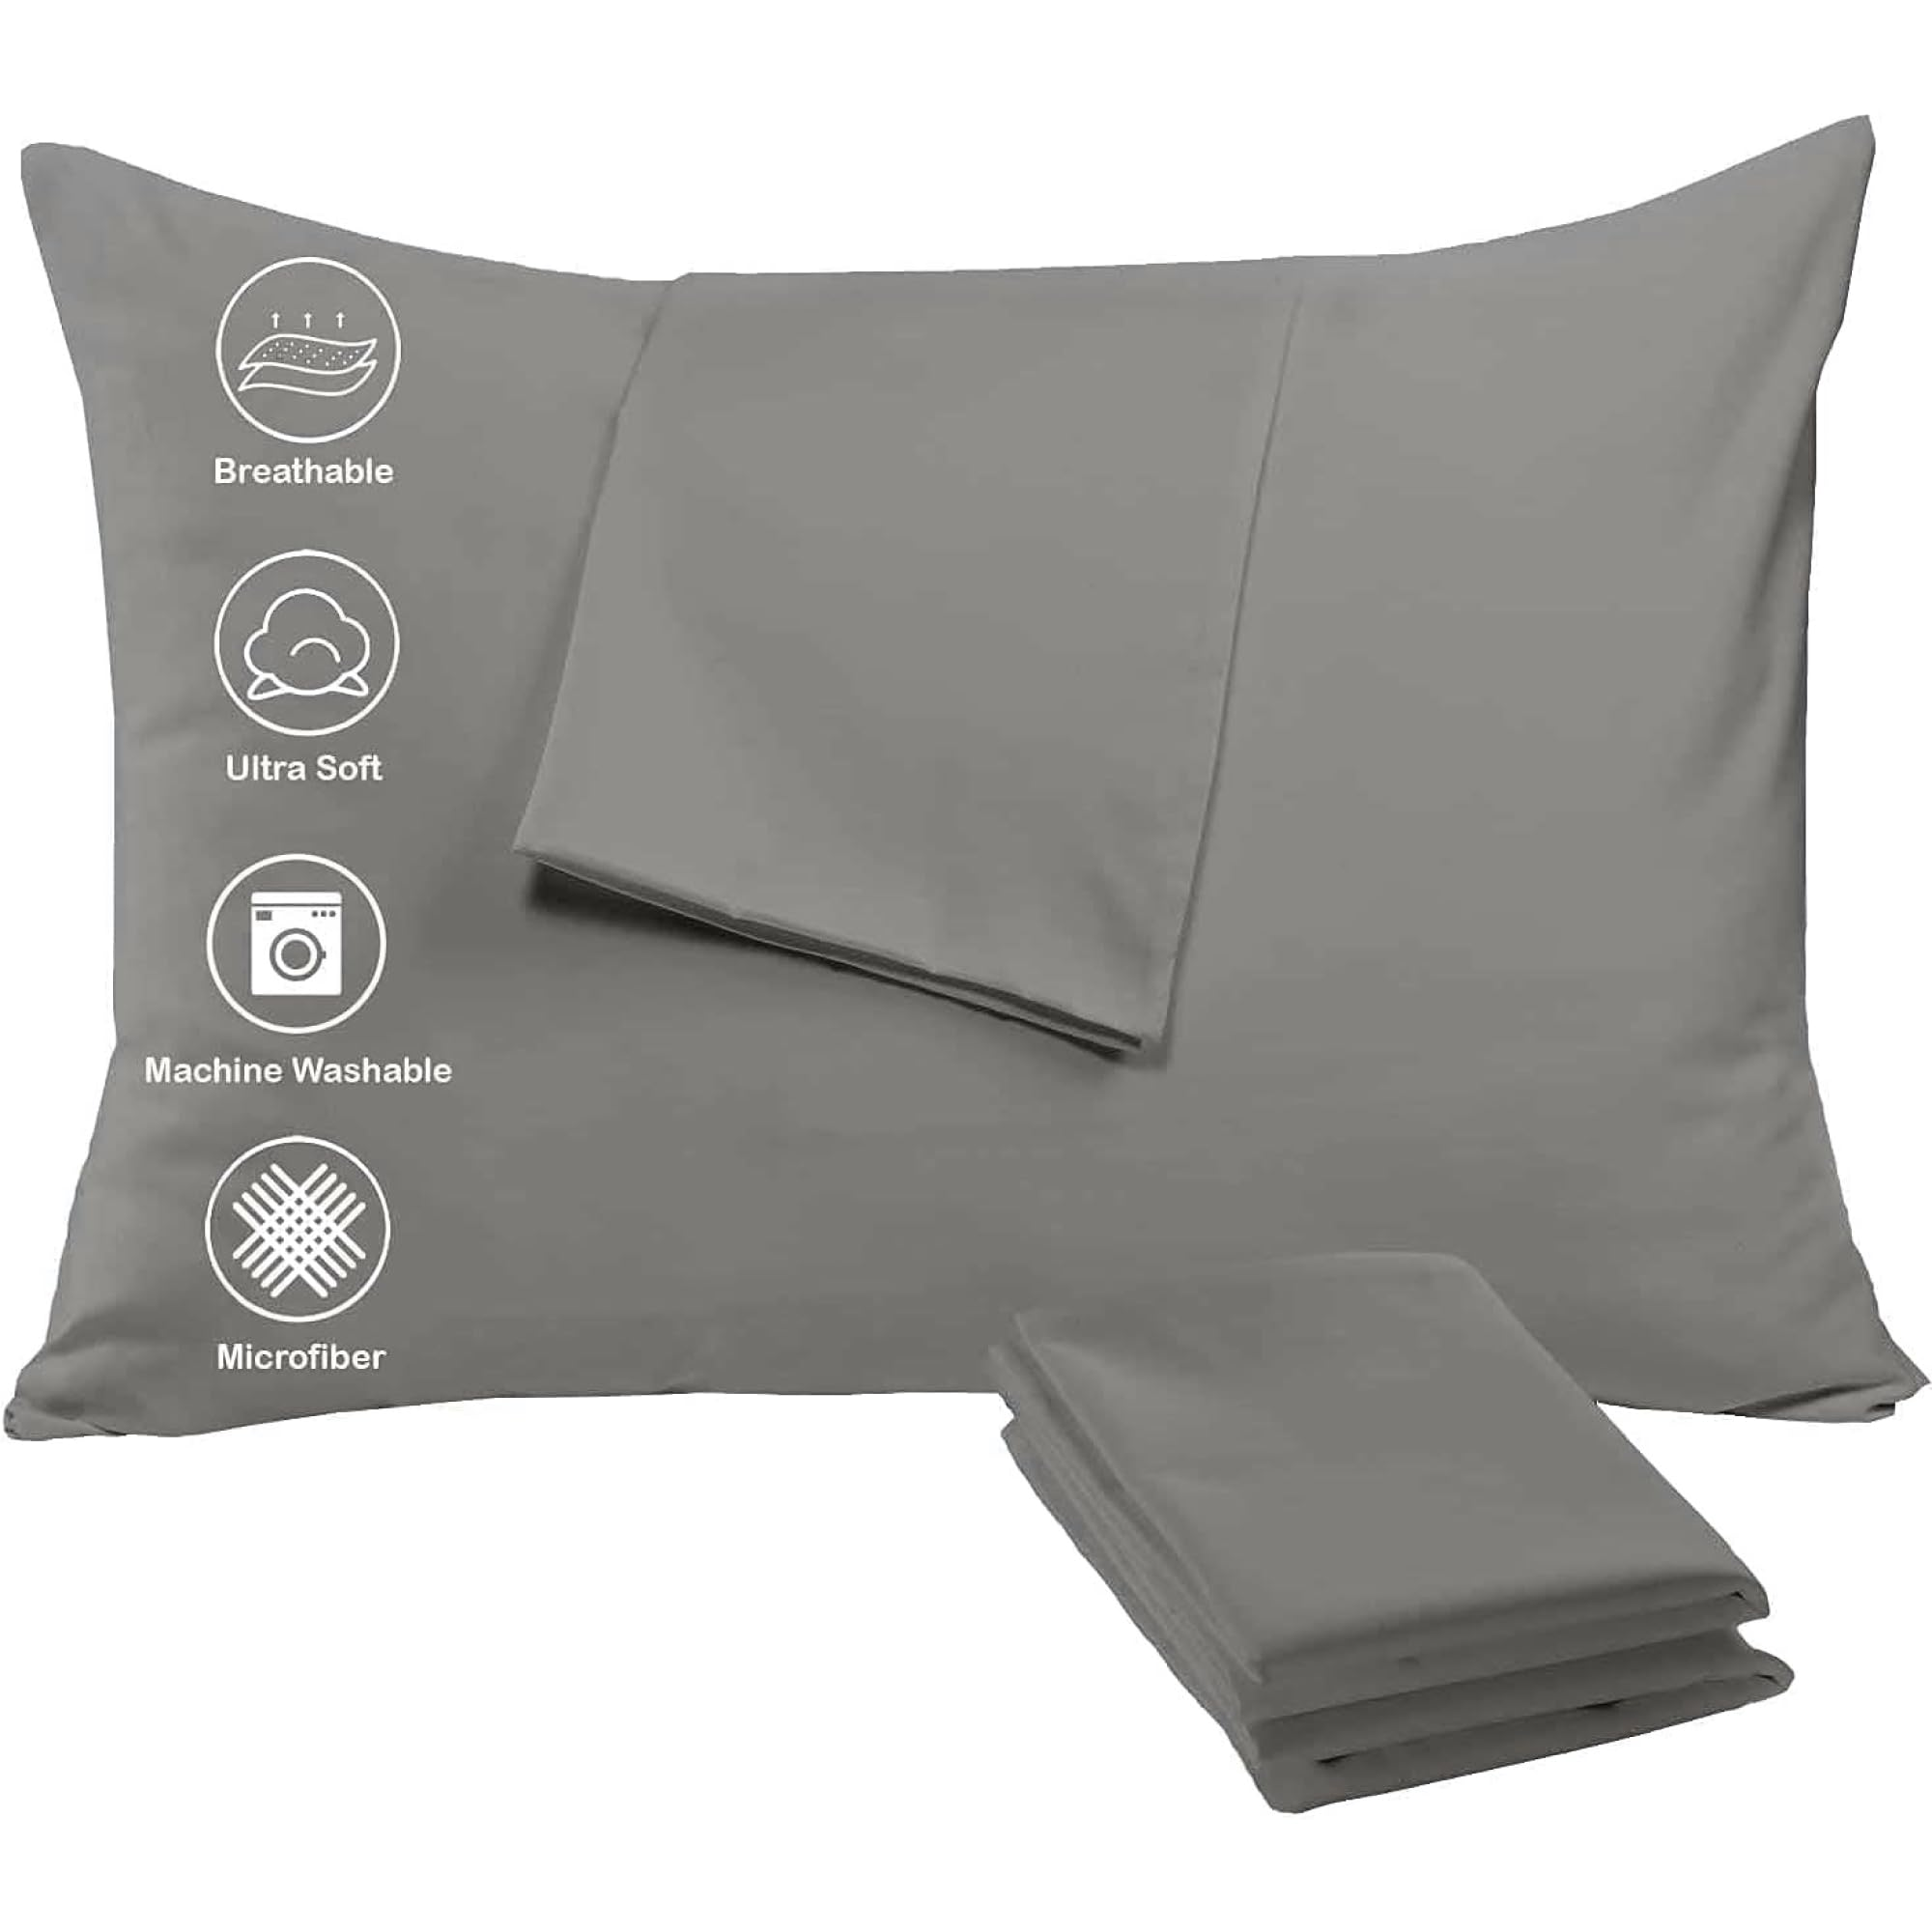 Breathable
Ultra Soft
Machine Washable
Microfiber